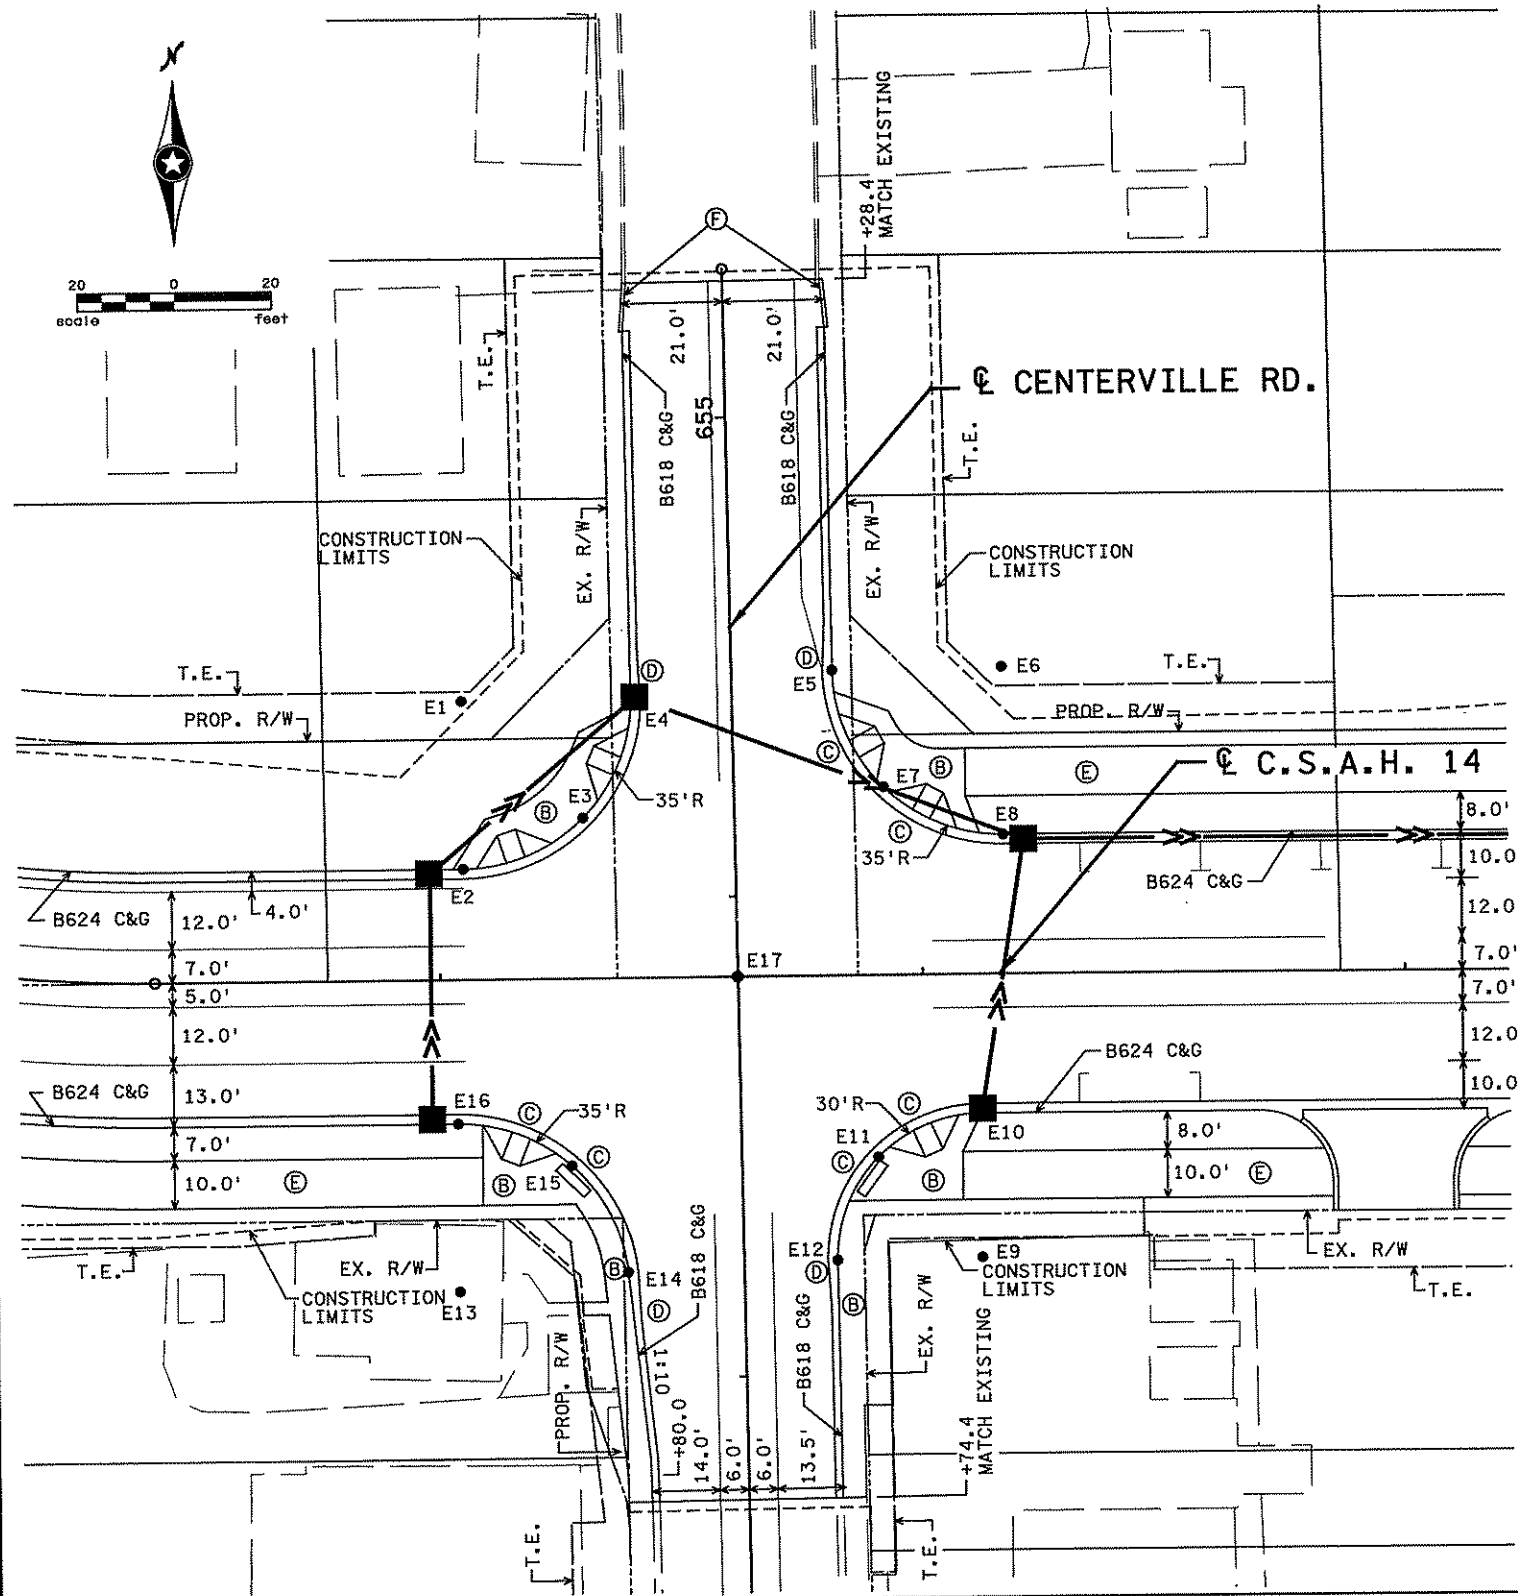 N
20 0 20
scale feet
+28.4
MATCH EXISTING
F
T.E.
21.0'
21.0'
℄ CENTERVILLE RD.
B618 C&G
655
B618 C&G
T.E.
CONSTRUCTION
LIMITS
EX. R/W
EX. R/W
CONSTRUCTION
LIMITS
T.E.
D
D
E6
T.E.
E1
E4
E5
PROP. R/W
PROP. R/W
℄ C.S.A.H. 14
C
E7
B
E
35'R
E3
B
E8
8.0'
C
35'R
10.0
B624 C&G
E2
B624 C&G
12.0'
4.0'
12.0
E17
7.0'
7.0'
5.0'
7.0'
12.0'
12.0
B624 C&G
B624 C&G
13.0'
10.0
E16
C
35'R
30'R
C
E10
E11
8.0'
7.0'
C
C
10.0'
E
E15
B
B
10.0'
E
B618 C&G
E12
E9
EX. R/W
T.E.
EX. R/W
B
E14
D
CONSTRUCTION
LIMITS
T.E.
CONSTRUCTION
LIMITS
E13
D
B
EX. R/W
PROP. R/W
1:10
B618 C&G
+74.4
MATCH EXISTING
+80.0
14.0'
6.0'
6.0'
13.5'
T.E.
T.E.